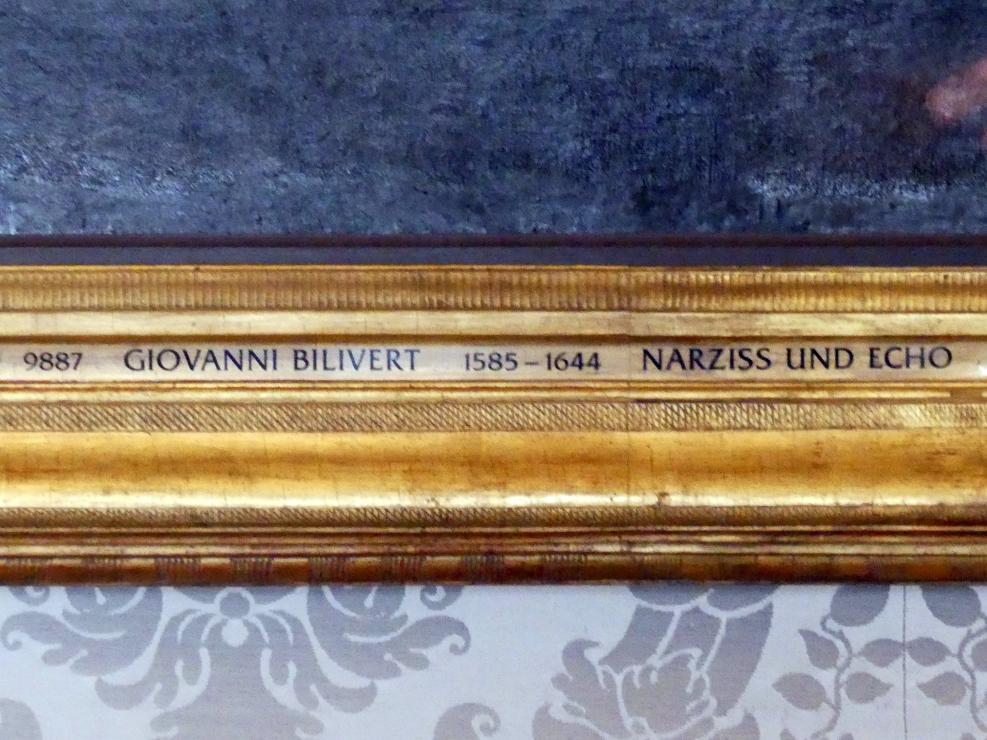 9887 GIOVANNI BILIVERT 1585–1644 NARZISS UND ECHO